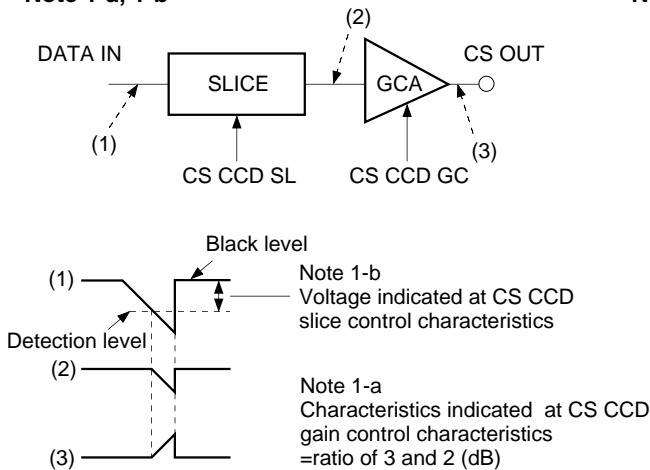 Note 1-a, 1-b
N
(2)
DATA IN
CS OUT
SLICE
GCA
(1)
(3)
CS CCD SL
CS CCD GC
Black level
(1)
Note 1-b
Voltage indicated at CS CCD
slice control characteristics
Detection level
(2)
Note 1-a
Characteristics indicated at CS CCD
gain control characteristics
(3)
=ratio of 3 and 2 (dB)